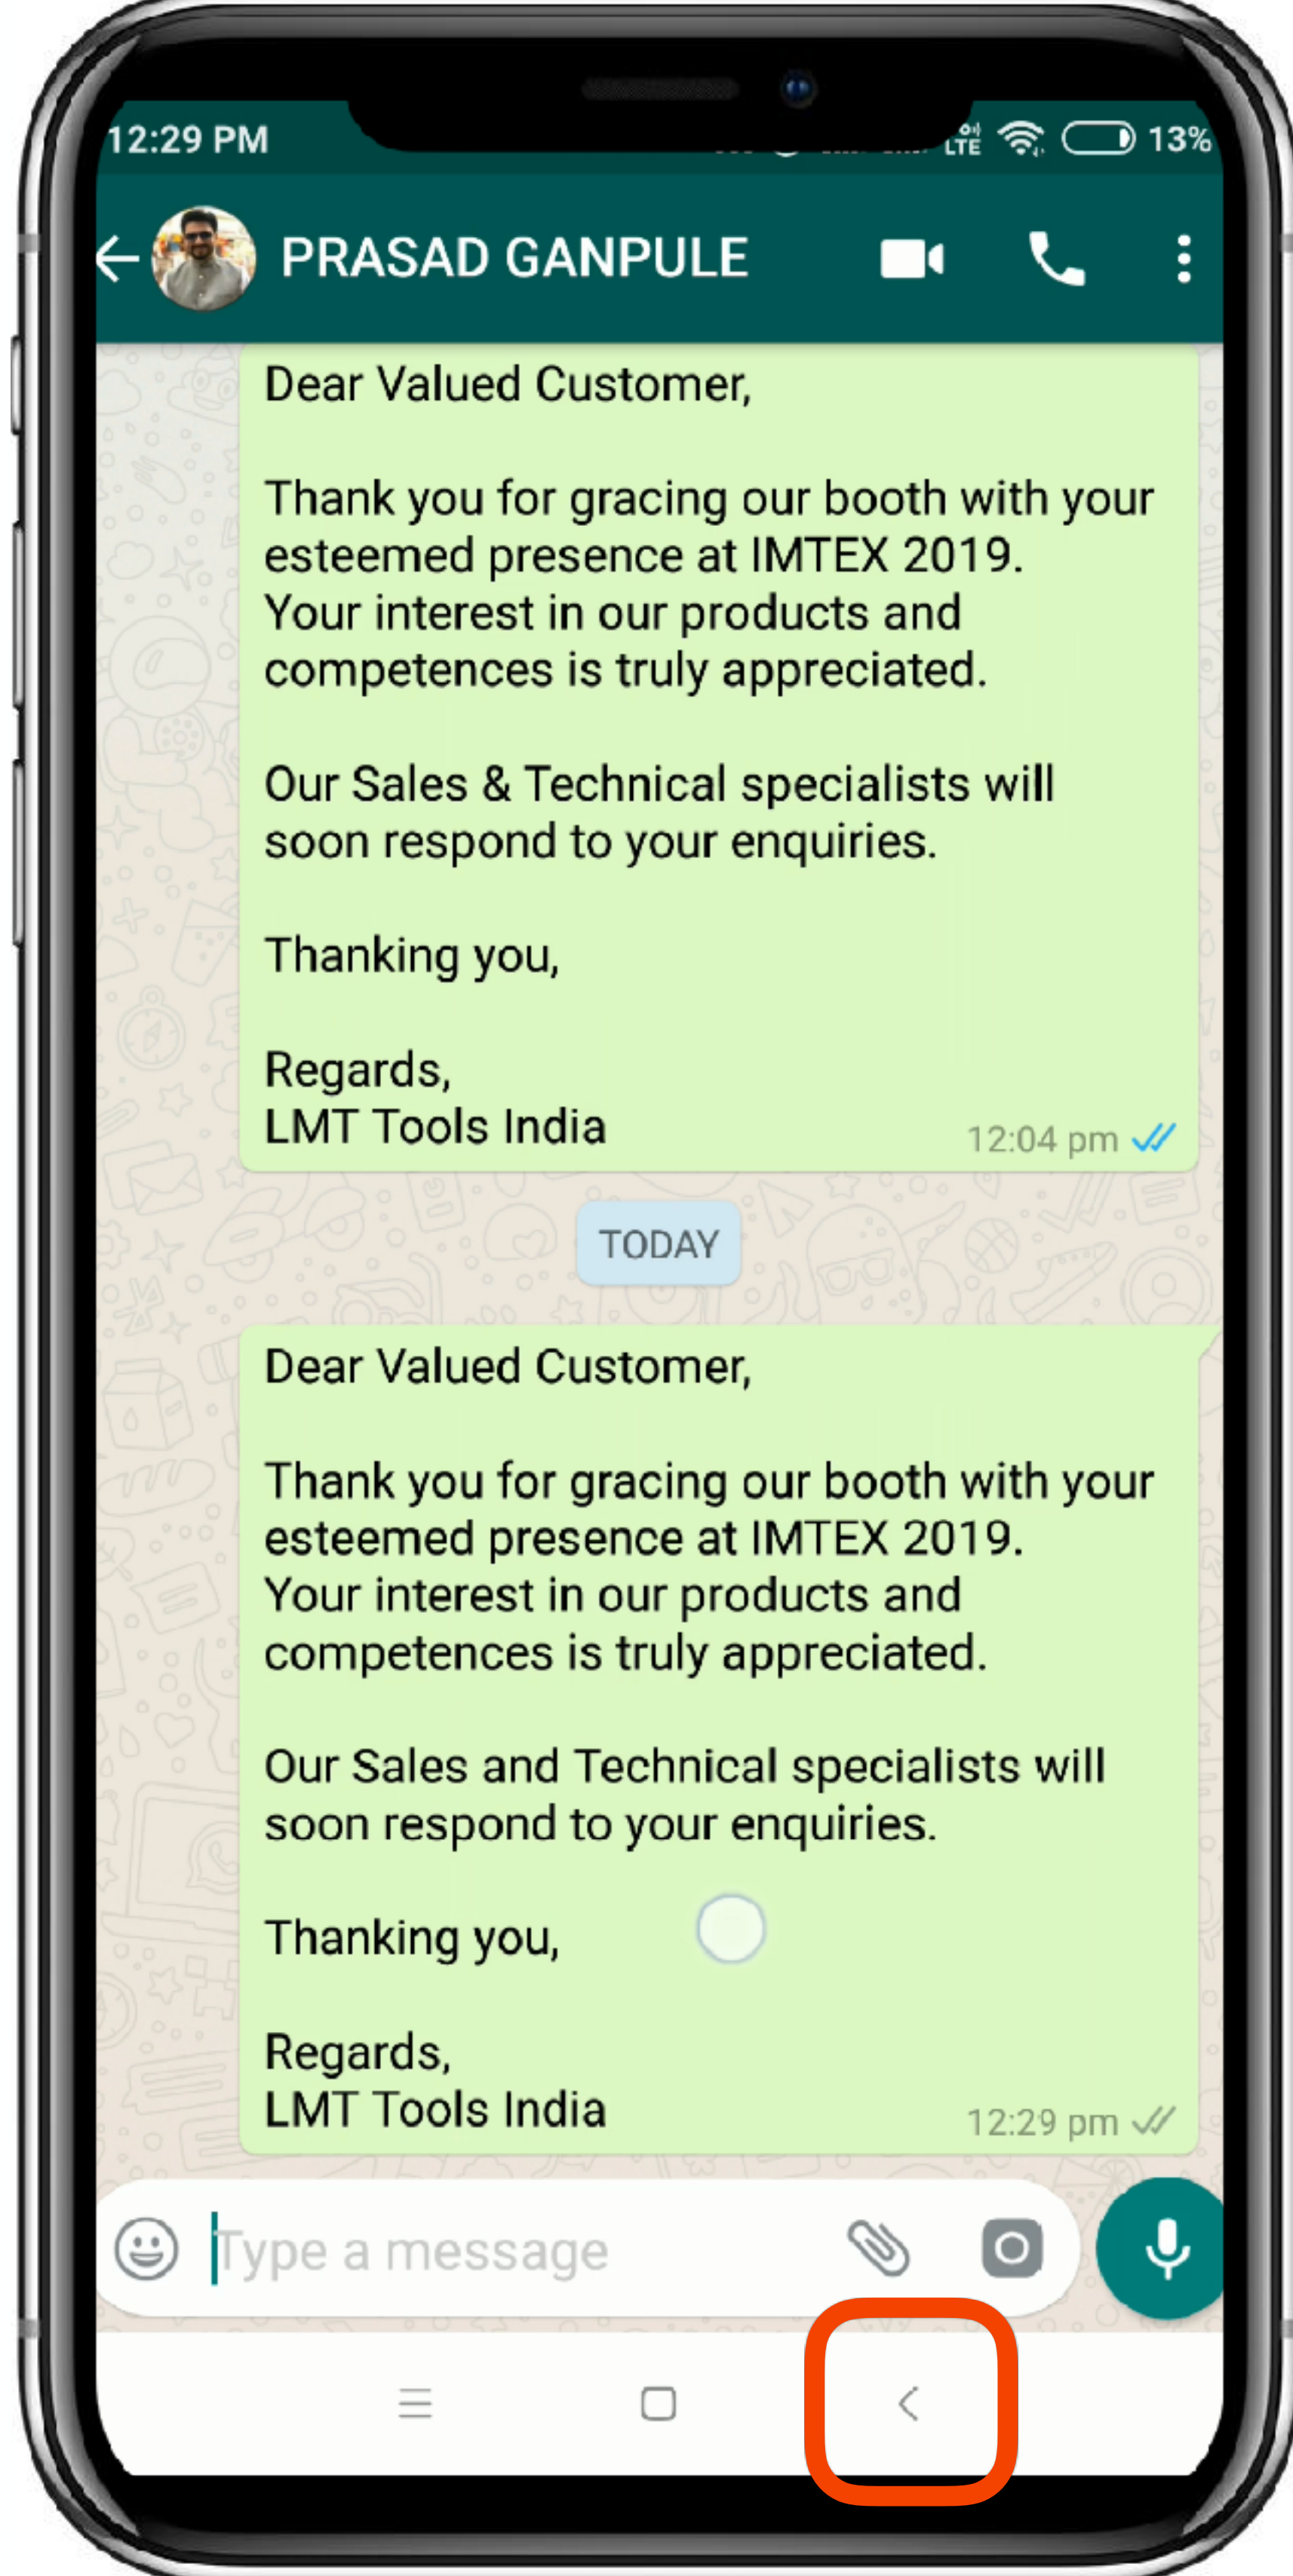 12:29 PM
LTE
13%
PRASAD GANPULE
Dear Valued Customer,
Thank you for gracing our booth with your
esteemed presence at IMTEX 2019.
Your interest in our products and
competences is truly appreciated.
Our Sales & Technical specialists will
soon respond to your enquiries.
Thanking you,
Regards,
LMT Tools India
12:04 pm
TODAY
Dear Valued Customer,
Thank you for gracing our booth with your
esteemed presence at IMTEX 2019.
Your interest in our products and
competences is truly appreciated.
Our Sales and Technical specialists will
soon respond to your enquiries.
Thanking you,
Regards,
LMT Tools India
12:29 pm
Type a message